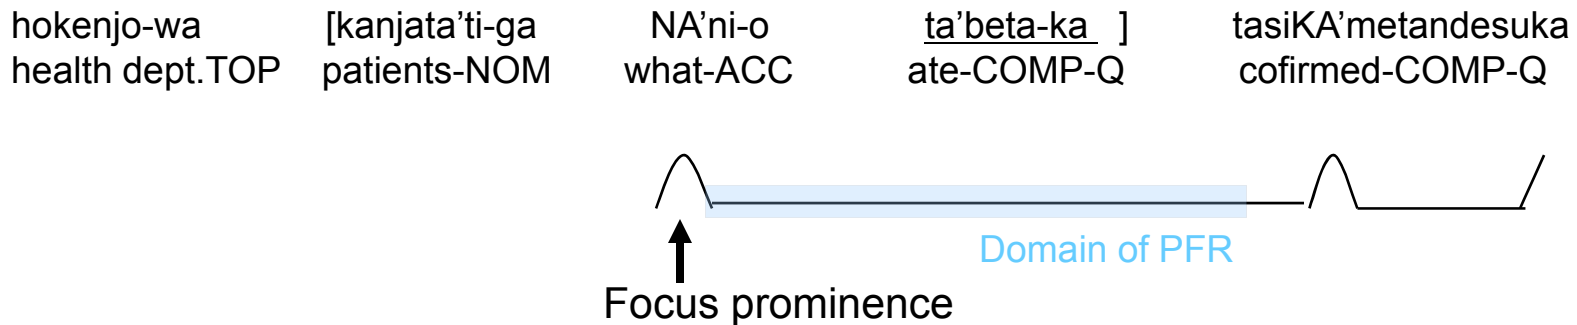 hokenjo-wa [kanjata'ti-ga NA'ni-o ta'beta-ka ] tasiKA'metandesuka
health dept.TOP patients-NOM what-ACC ate-COMP-Q cofirmed-COMP-Q
Domain of PFR
Focus prominence